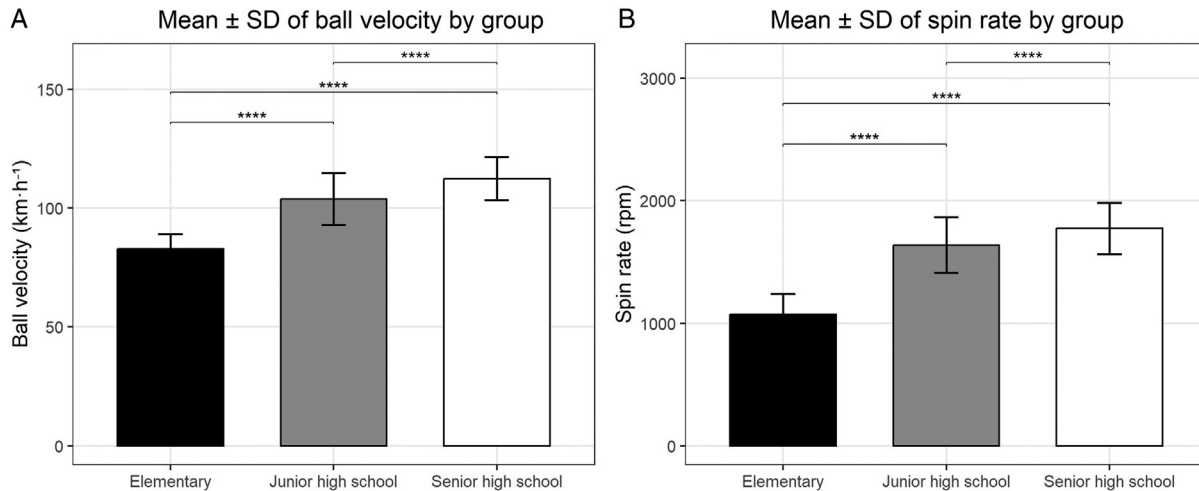 A
Mean ± SD of ball velocity by group
Ball velocity (km·h⁻¹)
150
100
50
0
****
****
****
Elementary
Junior high school
Senior high school
B
Mean ± SD of spin rate by group
Spin rate (rpm)
3000
2000
1000
0
****
****
****
Elementary
Junior high school
Senior high school